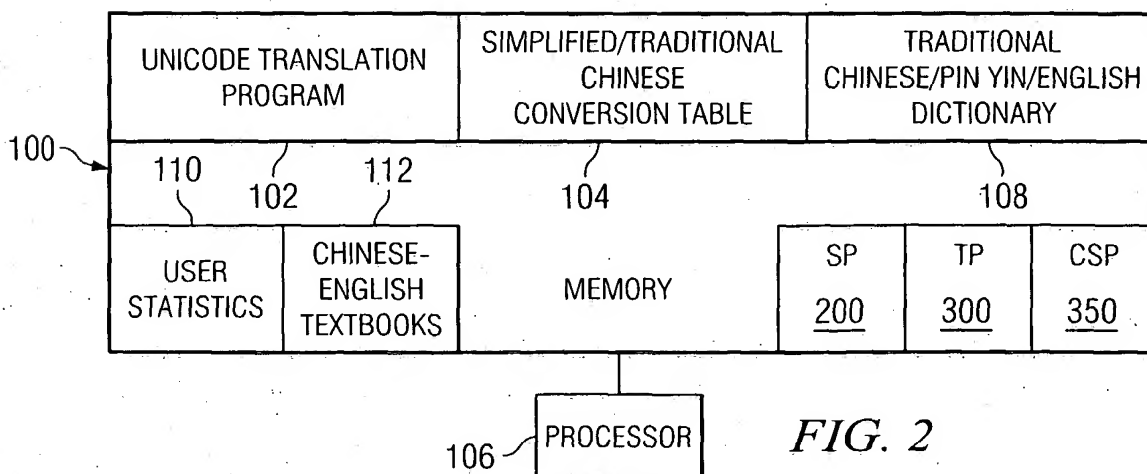 UNICODE TRANSLATION
PROGRAM
SIMPLIFIED/TRADITIONAL
CHINESE
CONVERSION TABLE
TRADITIONAL
CHINESE/PIN YIN/ENGLISH
DICTIONARY
100
110
102
112
104
108
USER
STATISTICS
CHINESE-
ENGLISH
TEXTBOOKS
MEMORY
SP
200
TP
300
CSP
350
106
PROCESSOR
FIG. 2